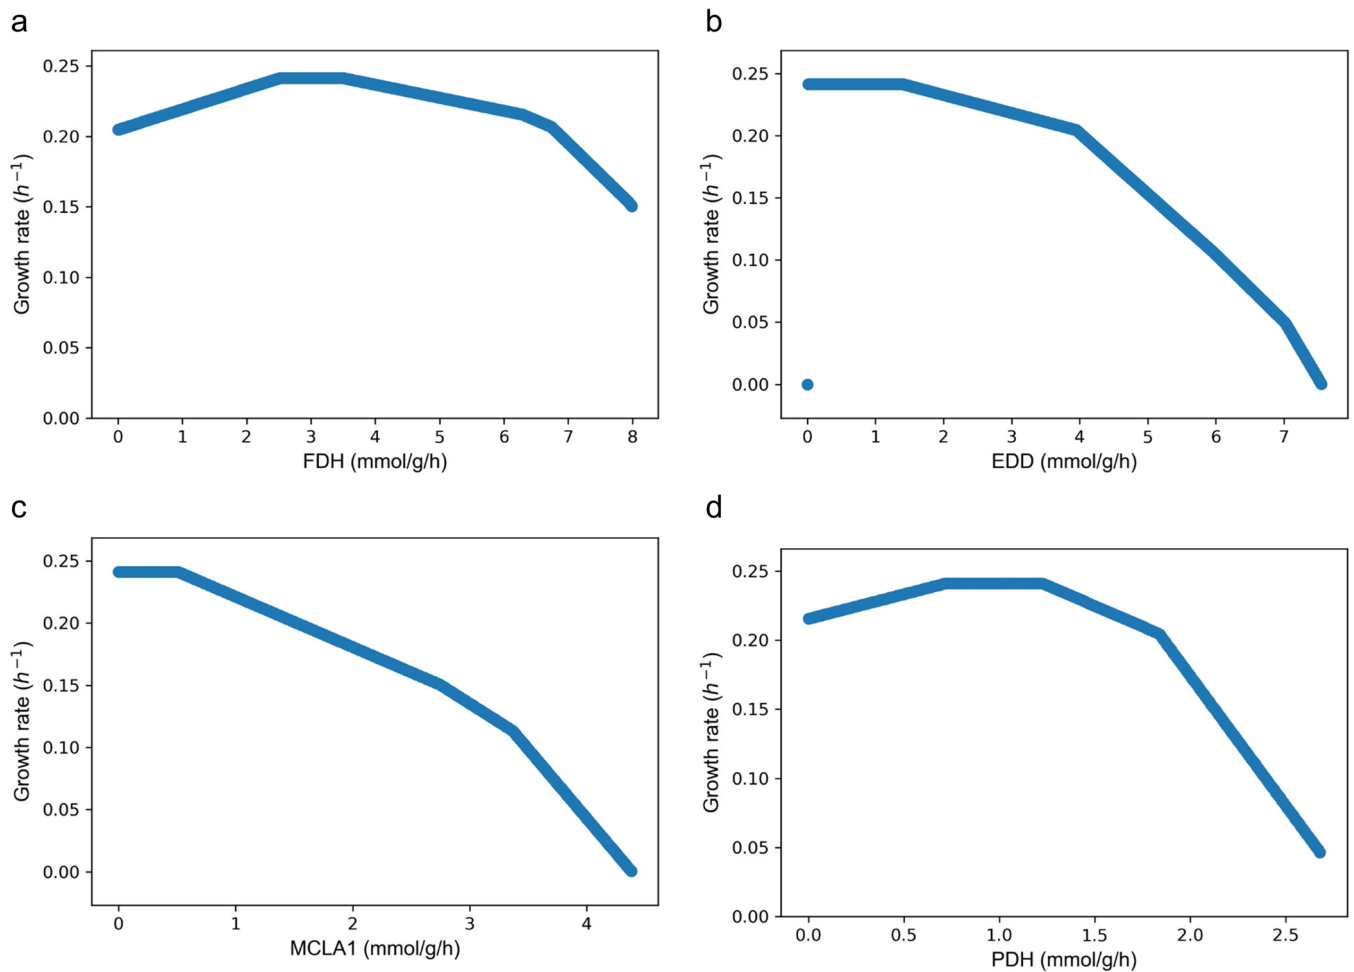 a
0.25
0.20
0.15
0.10
0.05
0.00
Growth rate (h⁻¹)
0 1 2 3 4 5 6 7 8
FDH (mmol/g/h)
b
0.25
0.20
0.15
0.10
0.05
0.00
Growth rate (h⁻¹)
0 1 2 3 4 5 6 7
EDD (mmol/g/h)
c
0.25
0.20
0.15
0.10
0.05
0.00
Growth rate (h⁻¹)
0 1 2 3 4
MCLA1 (mmol/g/h)
d
0.25
0.20
0.15
0.10
0.05
0.00
Growth rate (h⁻¹)
0.0 0.5 1.0 1.5 2.0 2.5
PDH (mmol/g/h)